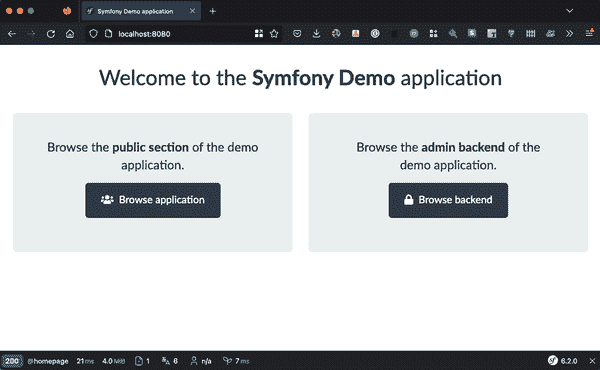 Symfony Demo application
localhost:8080
Welcome to the Symfony Demo application
Browse the public section of the demo
application.
Browse application
Browse the admin backend of the
demo application.
Browse backend
200 @homepage 21 ms 4.0 MiB 1 6 n/a 7 ms 6.2.0